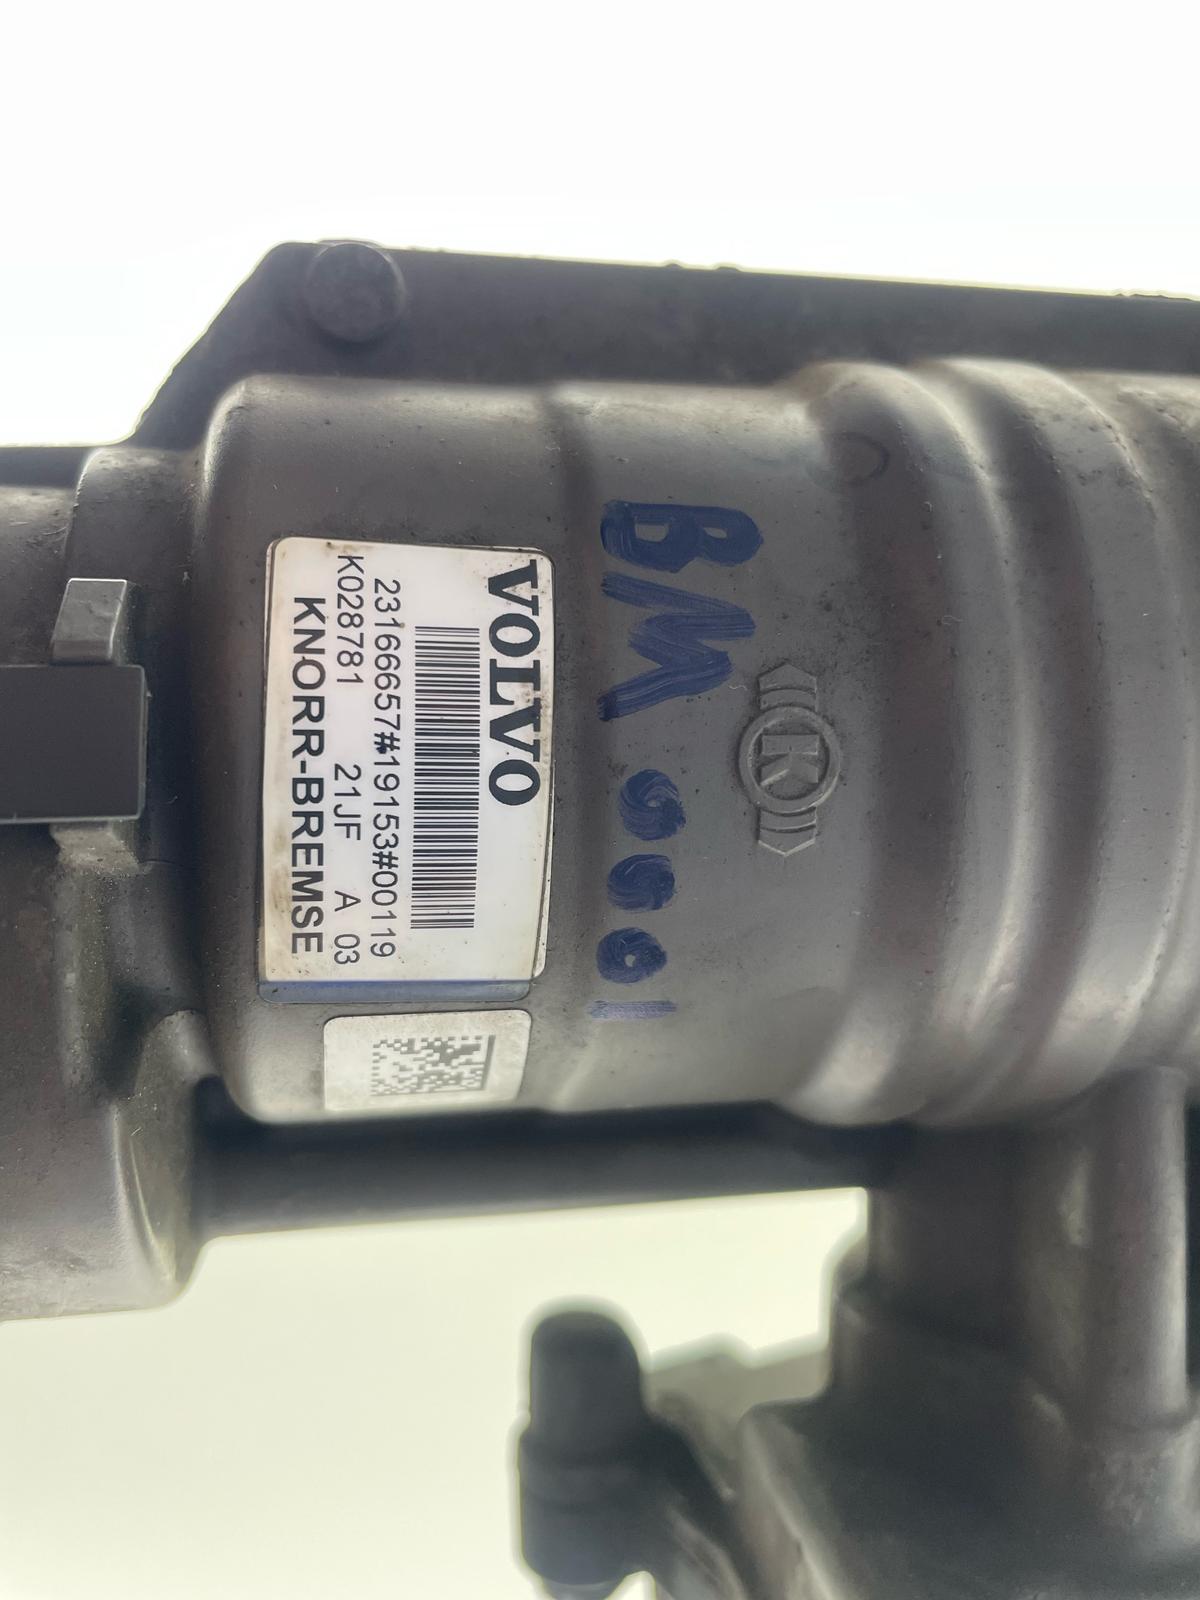 VOLVO
23166657#19153#00119
K028781 21JF A 03
KNORR-BREMSE
BM
K